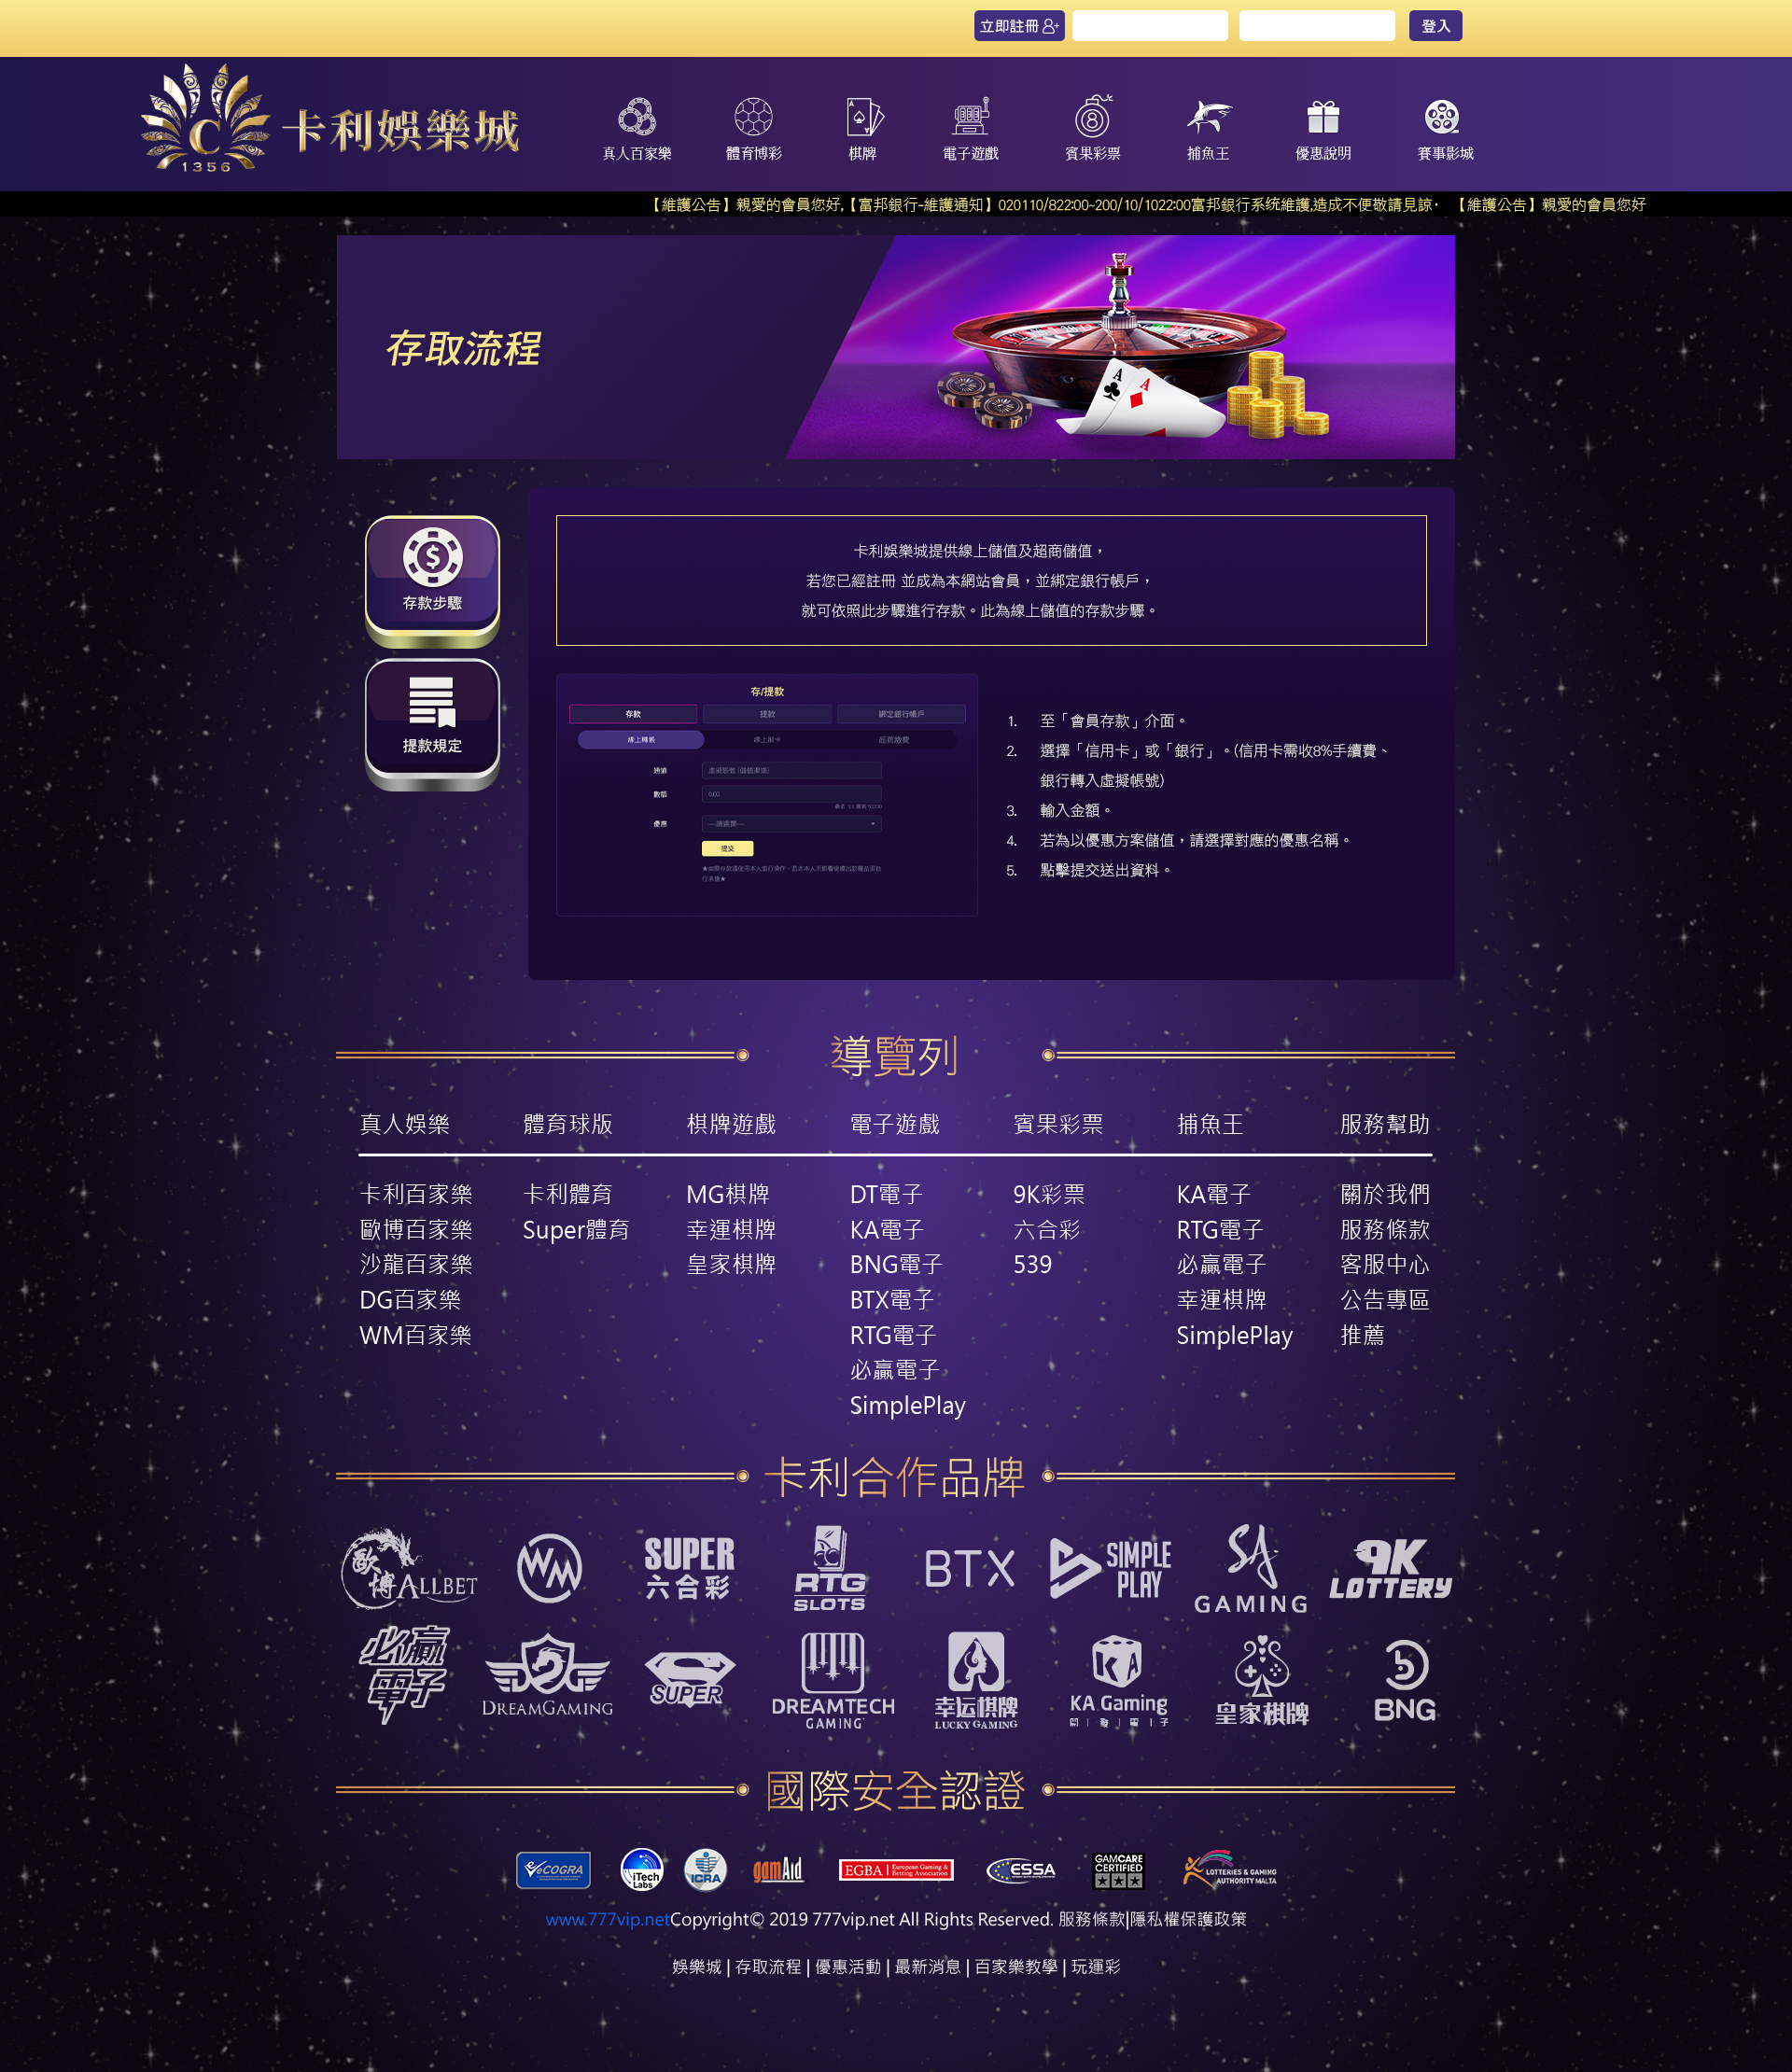 立即註冊
登入
C
1356
卡利娛樂城
真人百家樂 體育博彩 棋牌 電子遊戲 賓果彩票 捕魚王 優惠說明 賽事影城
【維護公告】親愛的會員您好,【富邦銀行-維護通知】020110/822:00~200/10/1022:00富邦銀行系統維護,造成不便敬請見諒· 【維護公告】親愛的會員您好
存取流程
存款步驟
提款規定
卡利娛樂城提供線上儲值及超商儲值，
若您已經註冊 並成為本網站會員，並綁定銀行帳戶，
就可依照此步驟進行存款。此為線上儲值的存款步驟。
存/提款
存款 提款 綁定銀行帳戶
線上轉帳 線上刷卡 超商繳費
通道 虛擬帳號
數額 0.00
優惠 ---請選擇---
提交
1. 至「會員存款」介面。
2. 選擇「信用卡」或「銀行」。(信用卡需收8%手續費、
銀行轉入虛擬帳號)
3. 輸入金額。
4. 若為以優惠方案儲值，請選擇對應的優惠名稱。
5. 點擊提交送出資料。
導覽列
真人娛樂 體育球版 棋牌遊戲 電子遊戲 賓果彩票 捕魚王 服務幫助
卡利百家樂 卡利體育 MG棋牌 DT電子 9K彩票 KA電子 關於我們
歐博百家樂 Super體育 幸運棋牌 KA電子 六合彩 RTG電子 服務條款
沙龍百家樂 皇家棋牌 BNG電子 539 必贏電子 客服中心
DG百家樂 BTX電子 幸運棋牌 公告專區
WM百家樂 RTG電子 SimplePlay 推薦
必贏電子
SimplePlay
卡利合作品牌
歐博 ALLBET WM SUPER 六合彩 RTG SLOTS BTX SIMPLE PLAY SA GAMING 9K LOTTERY
必贏電子 DREAMGAMING SUPER DREAMTECH GAMING 幸运棋牌 LUCKY GAMING KA Gaming 皇家棋牌 BNG
國際安全認證
eCOGRA iTech Labs ICRA gamAid EGBA European Gaming & Betting Association ESSA GAMCARE CERTIFIED LOTTERIES & GAMING AUTHORITY MALTA
www.777vip.netCopyright© 2019 777vip.net All Rights Reserved. 服務條款|隱私權保護政策
娛樂城 | 存取流程 | 優惠活動 | 最新消息 | 百家樂教學 | 玩運彩